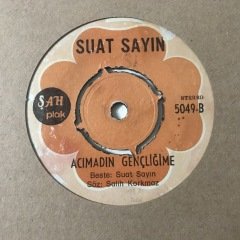 SUAT SAYIN
ŞAH
plak
STEREO
5049-B
ACIMADIN GENÇLİĞİME
Beste: Suat Sayın
Söz: Salih Korkmaz